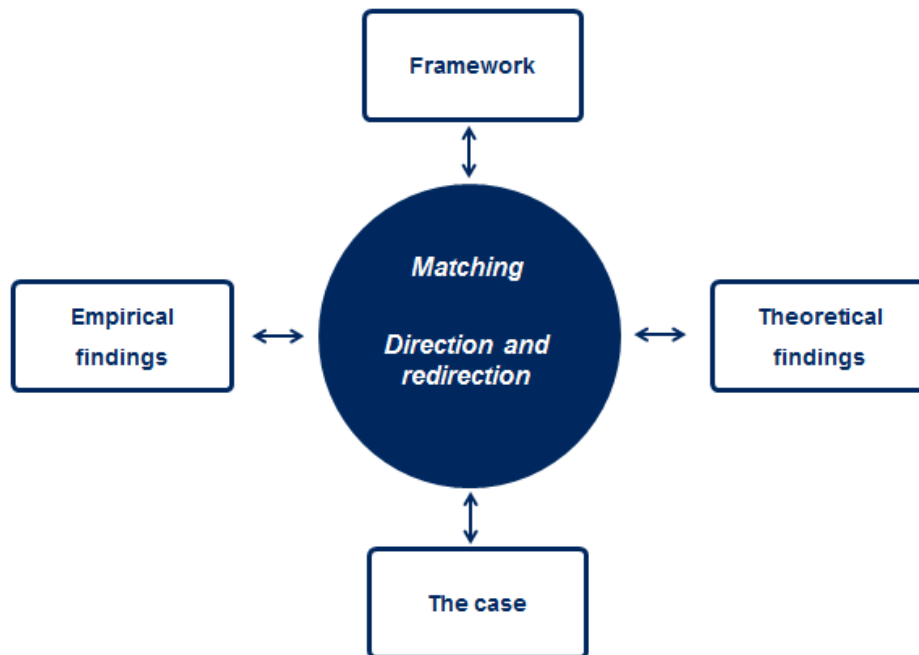 Framework
Matching
Direction and
redirection
Empirical
findings
Theoretical
findings
The case